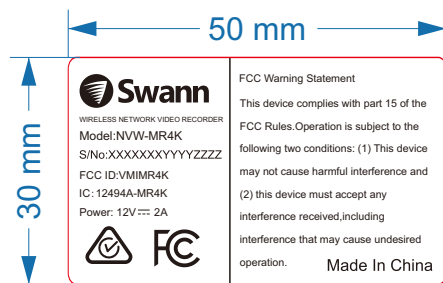 50 mm
30 mm
Swann
WIRELESS NETWORK VIDEO RECORDER
Model:NVW-MR4K
S/No:XXXXXXXYYYYZZZZ
FCC ID:VMIMR4K
IC:12494A-MR4K
Power: 12V⎓ 2A
FC
FCC Warning Statement
This device complies with part 15 of the
FCC Rules.Operation is subject to the
following two conditions: (1) This device
may not cause harmful interference and
(2) this device must accept any
interference received,including
interference that may cause undesired
operation.
Made In China